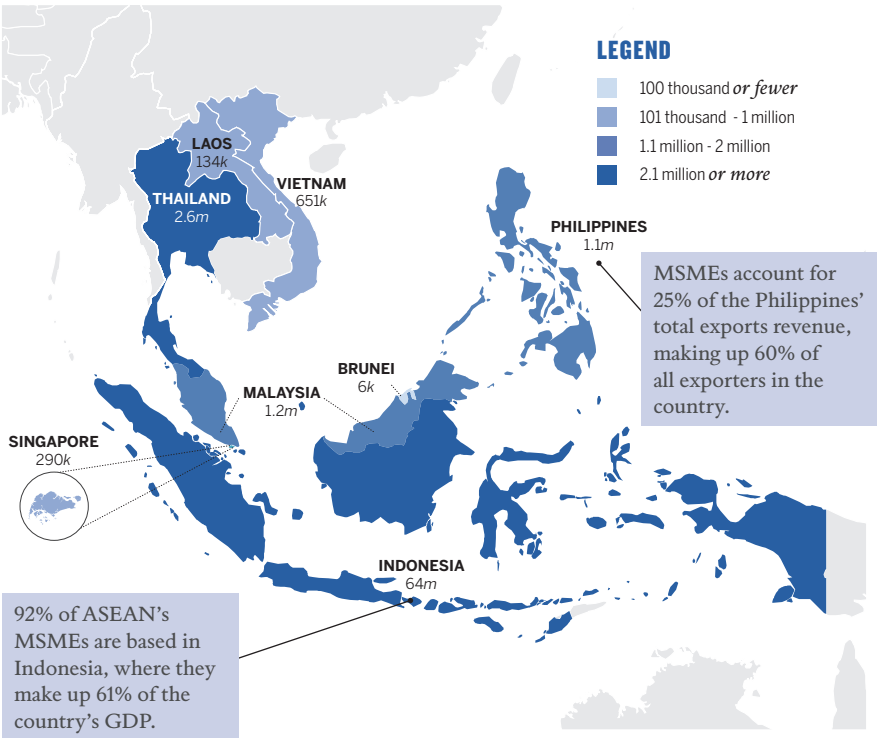 LEGEND
100 thousand or fewer
101 thousand - 1 million
1.1 million - 2 million
2.1 million or more
LAOS
134k
THAILAND
2.6m
VIETNAM
651k
PHILIPPINES
1.1m
MSMEs account for
25% of the Philippines’
total exports revenue,
making up 60% of
all exporters in the
country.
BRUNEI
6k
MALAYSIA
1.2m
SINGAPORE
290k
INDONESIA
64m
92% of ASEAN’s
MSMEs are based in
Indonesia, where they
make up 61% of the
country’s GDP.